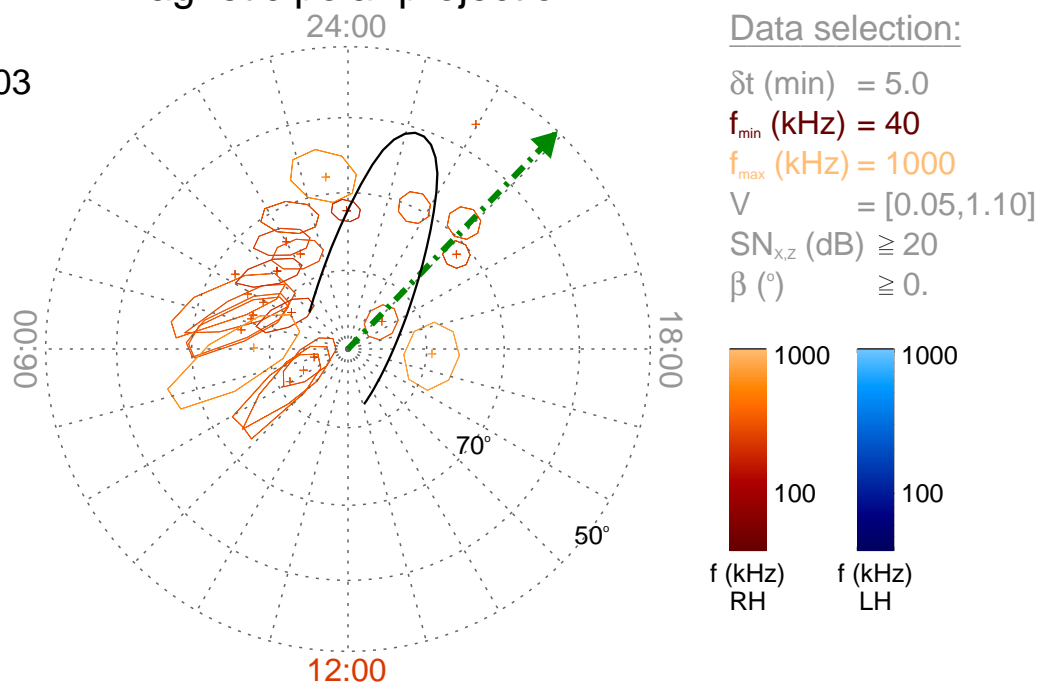 24:00
03
06:00
18:00
12:00
70°
50°
Data selection:
δt (min) = 5.0
fmin (kHz) = 40
fmax (kHz) = 1000
V = [0.05,1.10]
SNx,z (dB) ≧ 20
β (°) ≧ 0.
1000
100
f (kHz)
RH
1000
100
f (kHz)
LH